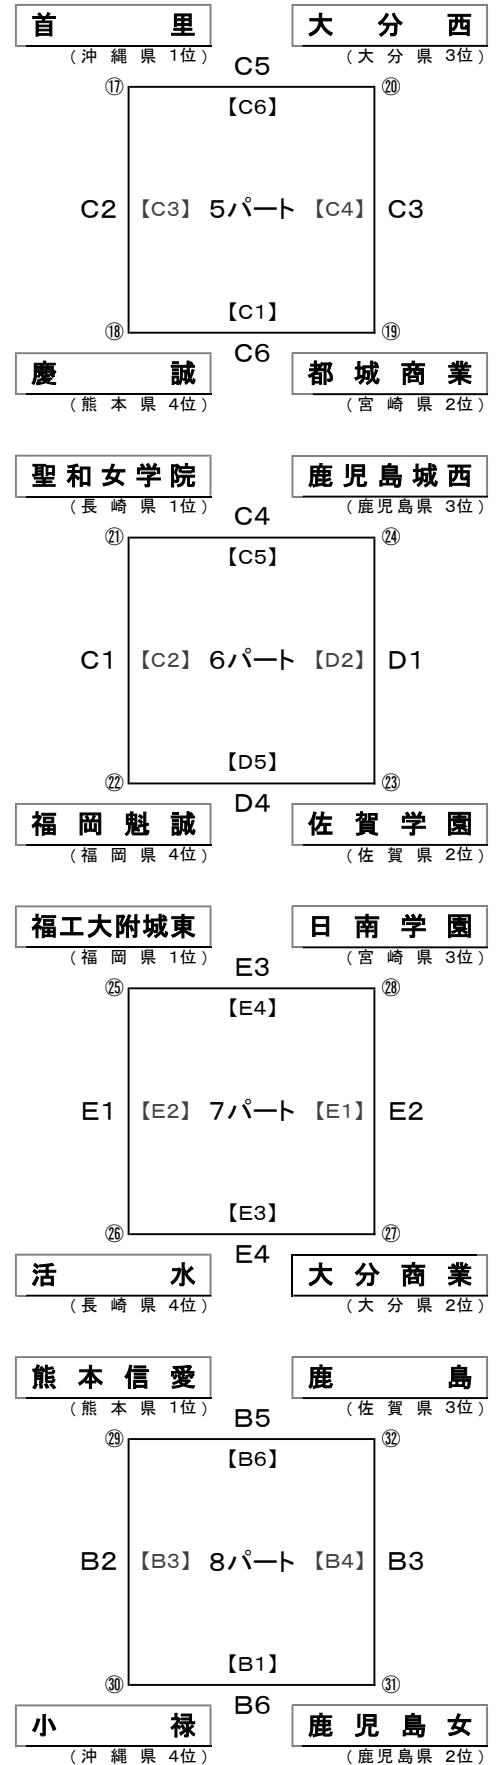 首里 大分西
(沖縄県 1位) (大分県 3位)
C5
⑰ ⑳
【C6】
C2 【C3】 5パート 【C4】 C3
【C1】
⑱ ⑲
C6
慶誠 都城商業
(熊本県 4位) (宮崎県 2位)
聖和女学院 鹿児島城西
(長崎県 1位) (鹿児島県 3位)
C4
㉑ ㉔
【C5】
C1 【C2】 6パート 【D2】 D1
【D5】
㉒ ㉓
D4
福岡魁誠 佐賀学園
(福岡県 4位) (佐賀県 2位)
福工大附城東 日南学園
(福岡県 1位) (宮崎県 3位)
E3
㉕ ㉘
【E4】
E1 【E2】 7パート 【E1】 E2
【E3】
㉖ ㉗
E4
活水 大分商業
(長崎県 4位) (大分県 2位)
熊本信愛 鹿島
(熊本県 1位) (佐賀県 3位)
B5
㉙ ㉜
【B6】
B2 【B3】 8パート 【B4】 B3
【B1】
㉚ ㉛
B6
小禄 鹿児島女
(沖縄県 4位) (鹿児島県 2位)